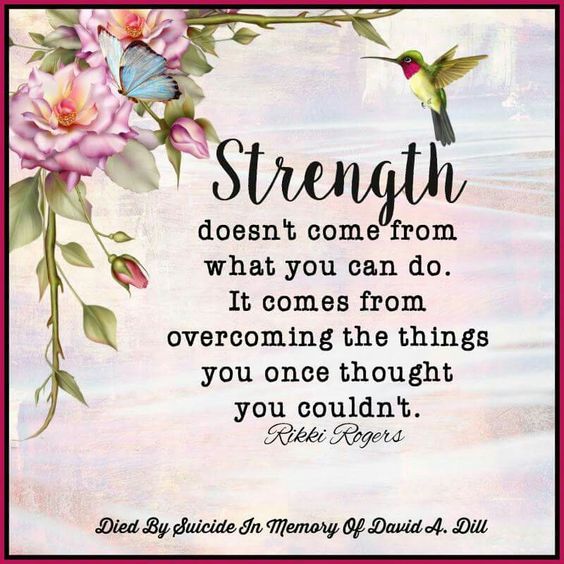 Strength
doesn't come from
what you can do.
It comes from
overcoming the things
you once thought
you couldn't.
Rikki Rogers
Died By Suicide In Memory Of David A. Dill